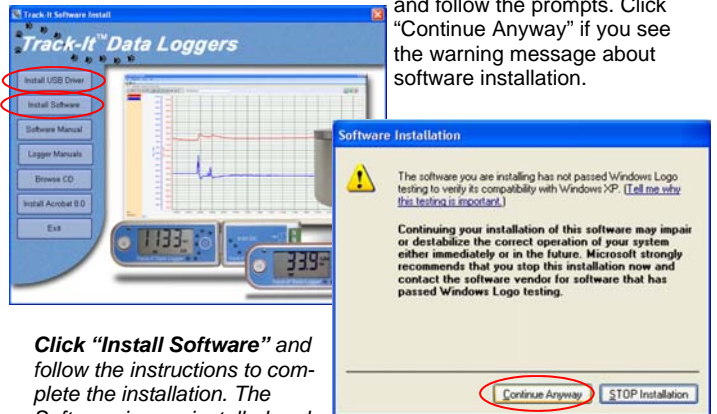 Track-It Software Install
Track-It™ Data Loggers
Install USB Driver
Install Software
Software Manual
Logger Manuals
Browse CD
Install Acrobat 8.0
Exit
1133-
33.9-
and follow the prompts. Click
“Continue Anyway” if you see
the warning message about
software installation.
Software Installation
The software you are installing has not passed Windows Logo
testing to verify its compatibility with Windows XP. (Tell me why
this testing is important.)
Continuing your installation of this software may impair
or destabilize the correct operation of your system
either immediately or in the future. Microsoft strongly
recommends that you stop this installation now and
contact the software vendor for software that has
passed Windows Logo testing.
Continue Anyway
STOP Installation
Click “Install Software” and
follow the instructions to com-
plete the installation. The